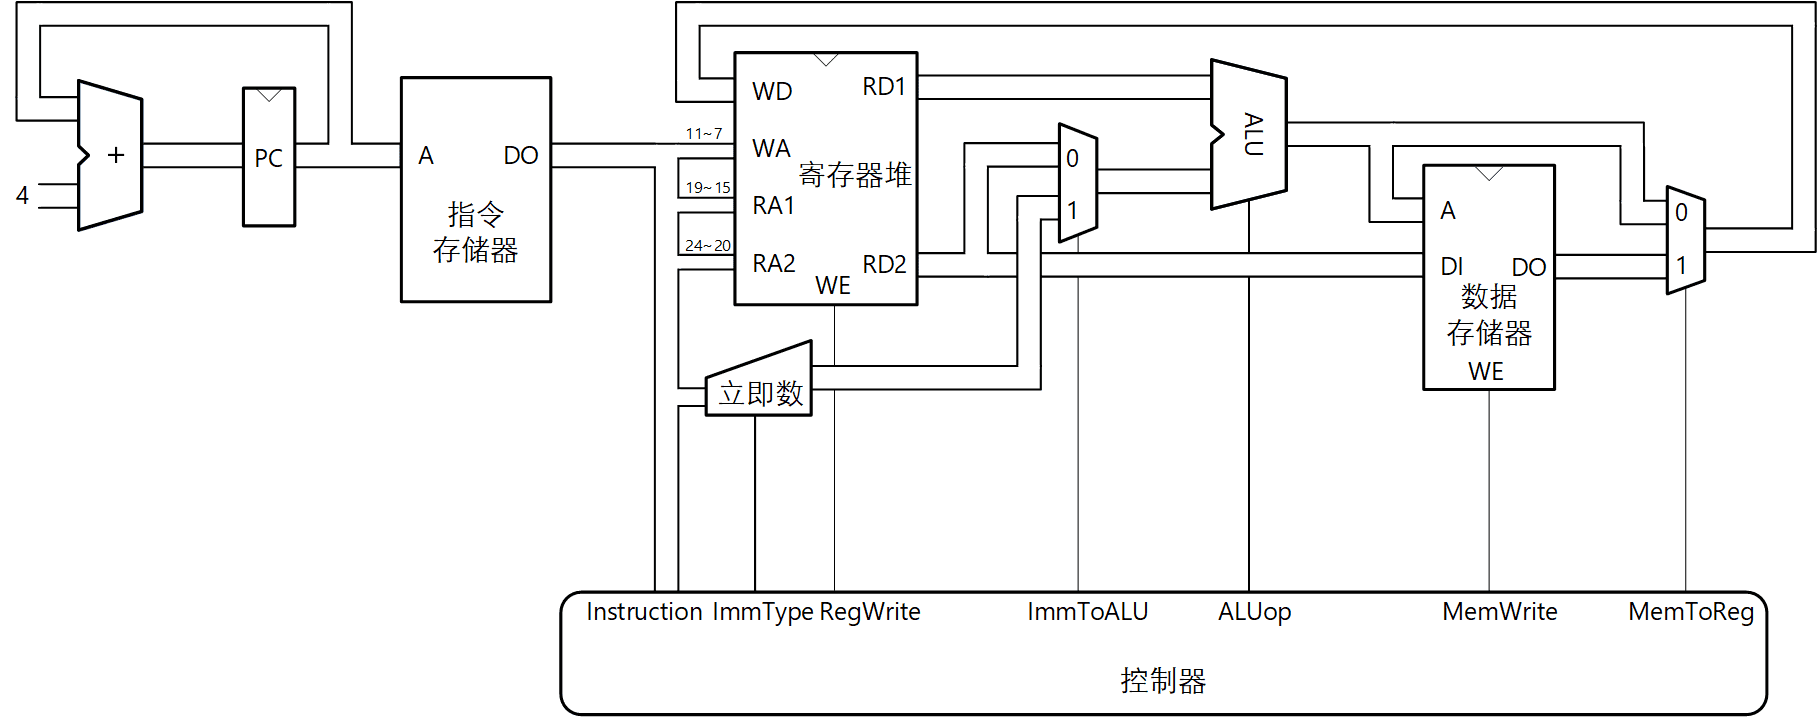 4
+
PC
A
DO
指令
存储器
WD
WA
RA1
RA2
RD1
RD2
WE
寄存器堆
11~7
19~15
24~20
立即数
0
1
ALU
A
DI
DO
数据
存储器
WE
0
1
Instruction
ImmType
RegWrite
ImmToALU
ALUop
MemWrite
MemToReg
控制器